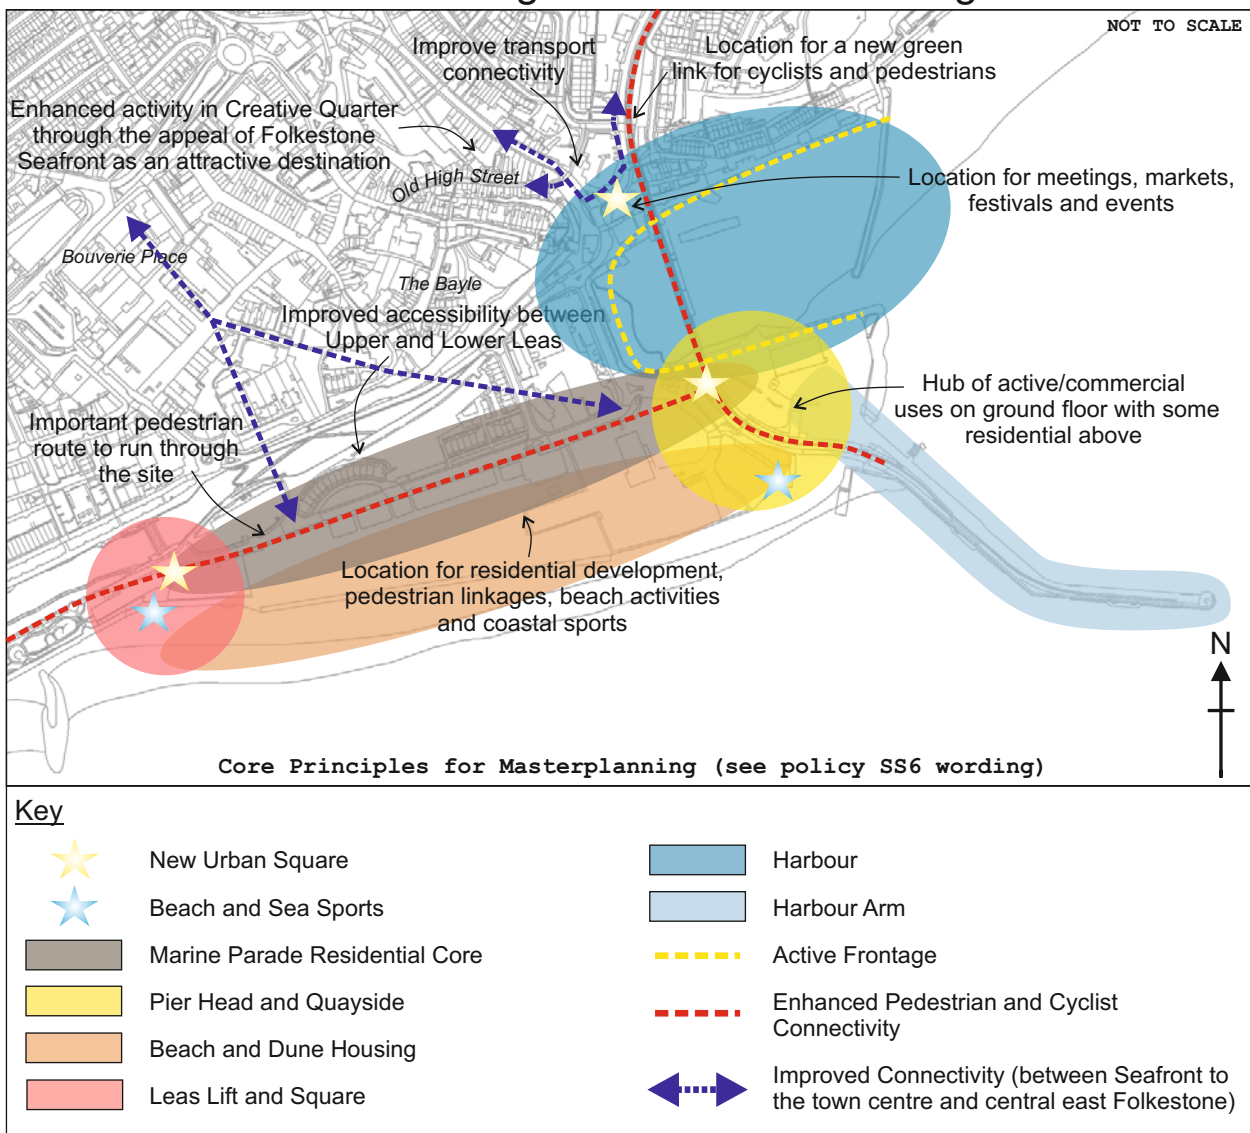 NOT TO SCALE
Improve transport
connectivity
Location for a new green
link for cyclists and pedestrians
Enhanced activity in Creative Quarter
through the appeal of Folkestone
Seafront as an attractive destination
Old High Street
Location for meetings, markets,
festivals and events
Bouverie Place
The Bayle
Improved accessibility between
Upper and Lower Leas
Hub of active/commercial
uses on ground floor with some
residential above
Important pedestrian
route to run through
the site
Location for residential development,
pedestrian linkages, beach activities
and coastal sports
N
Core Principles for Masterplanning (see policy SS6 wording)
Key
New Urban Square
Beach and Sea Sports
Marine Parade Residential Core
Pier Head and Quayside
Beach and Dune Housing
Leas Lift and Square
Harbour
Harbour Arm
Active Frontage
Enhanced Pedestrian and Cyclist
Connectivity
Improved Connectivity (between Seafront to
the town centre and central east Folkestone)